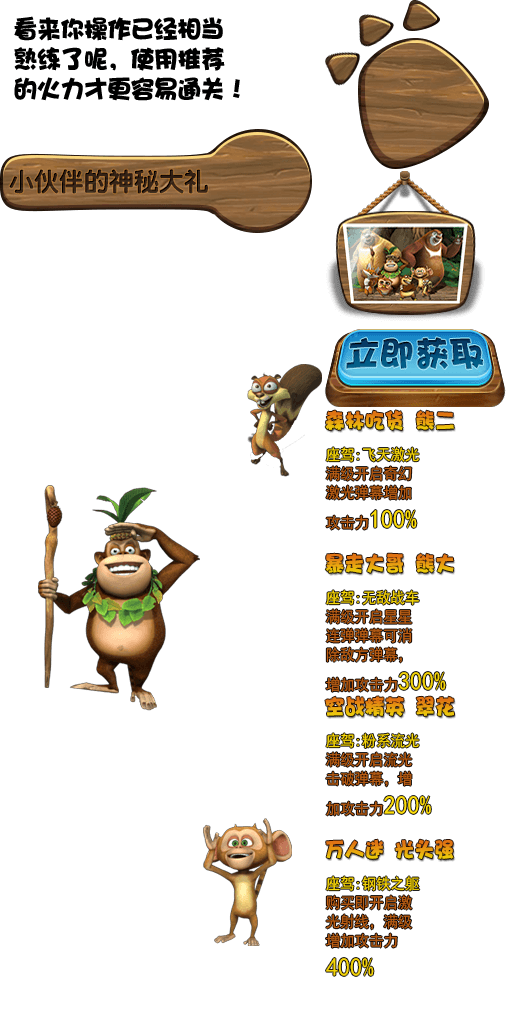 看来你操作已经相当
熟练了呢，使用推荐
的火力才更容易通关！
小伙伴的神秘大礼
立即获取
森林吃货 熊二
座驾:飞天激光
满级开启奇幻
激光弹幕增加
攻击力100%
暴走大哥 熊大
座驾:无敌战车
满级开启星星
连弹弹幕可消
除敌方弹幕，
增加攻击力300%
空战精英 翠花
座驾:粉系流光
满级开启流光
击破弹幕，增
加攻击力200%
万人迷 光头强
座驾:钢铁之躯
购买即开启激
光射线，满级
增加攻击力
400%